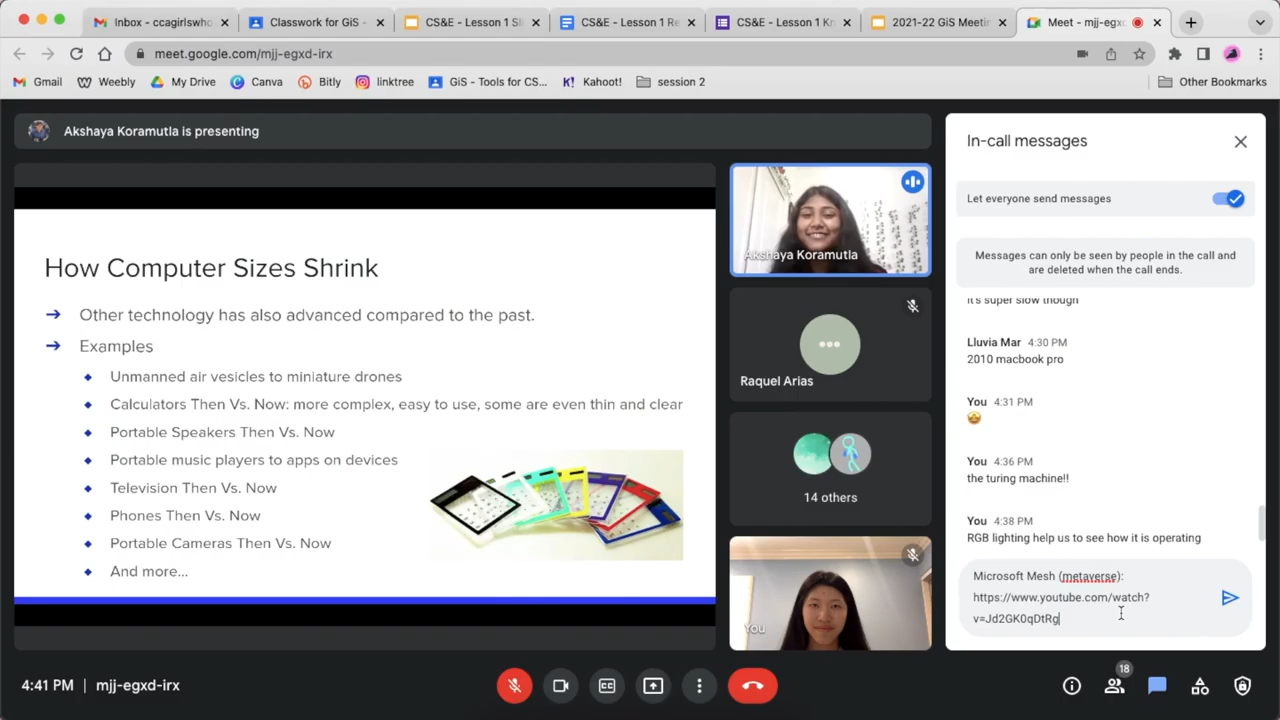 Inbox - ccagirlswho
Classwork for GiS -
CS&E - Lesson 1 Sli
CS&E - Lesson 1 Re
CS&E - Lesson 1 Kn
2021-22 GiS Meetin
Meet - mjj-egxd
meet.google.com/mjj-egxd-irx
Gmail
Weebly
My Drive
Canva
Bitly
linktree
GiS - Tools for CS...
Kahoot!
session 2
Other Bookmarks
Akshaya Koramutla is presenting
How Computer Sizes Shrink
Other technology has also advanced compared to the past.
Examples
Unmanned air vesicles to miniature drones
Calculators Then Vs. Now: more complex, easy to use, some are even thin and clear
Portable Speakers Then Vs. Now
Portable music players to apps on devices
Television Then Vs. Now
Phones Then Vs. Now
Portable Cameras Then Vs. Now
And more...
Akshaya Koramutla
Raquel Arias
14 others
You
In-call messages
Let everyone send messages
Messages can only be seen by people in the call and
are deleted when the call ends.
it's super slow though
Lluvia Mar 4:30 PM
2010 macbook pro
You 4:31 PM
You 4:36 PM
the turing machine!!
You 4:38 PM
RGB lighting help us to see how it is operating
Microsoft Mesh (metaverse):
https://www.youtube.com/watch?
v=Jd2GK0qDtRg
4:41 PM | mjj-egxd-irx
18